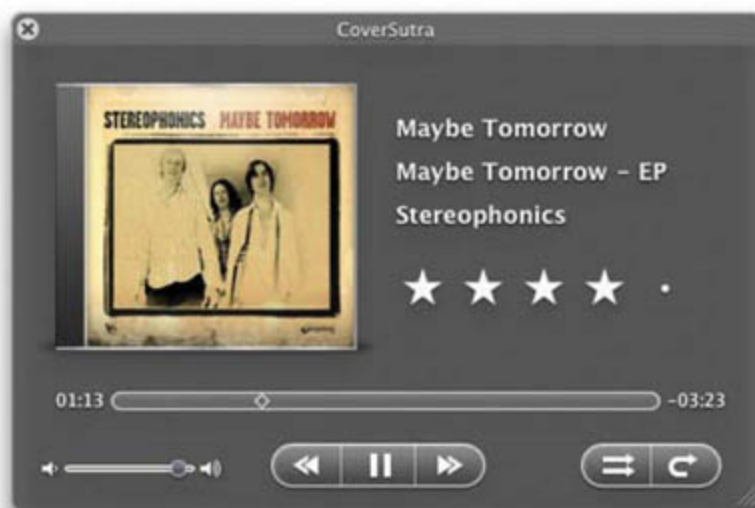 CoverSutra
STEREOPHONICS MAYBE TOMORROW
Maybe Tomorrow
Maybe Tomorrow – EP
Stereophonics
01:13
-03:23